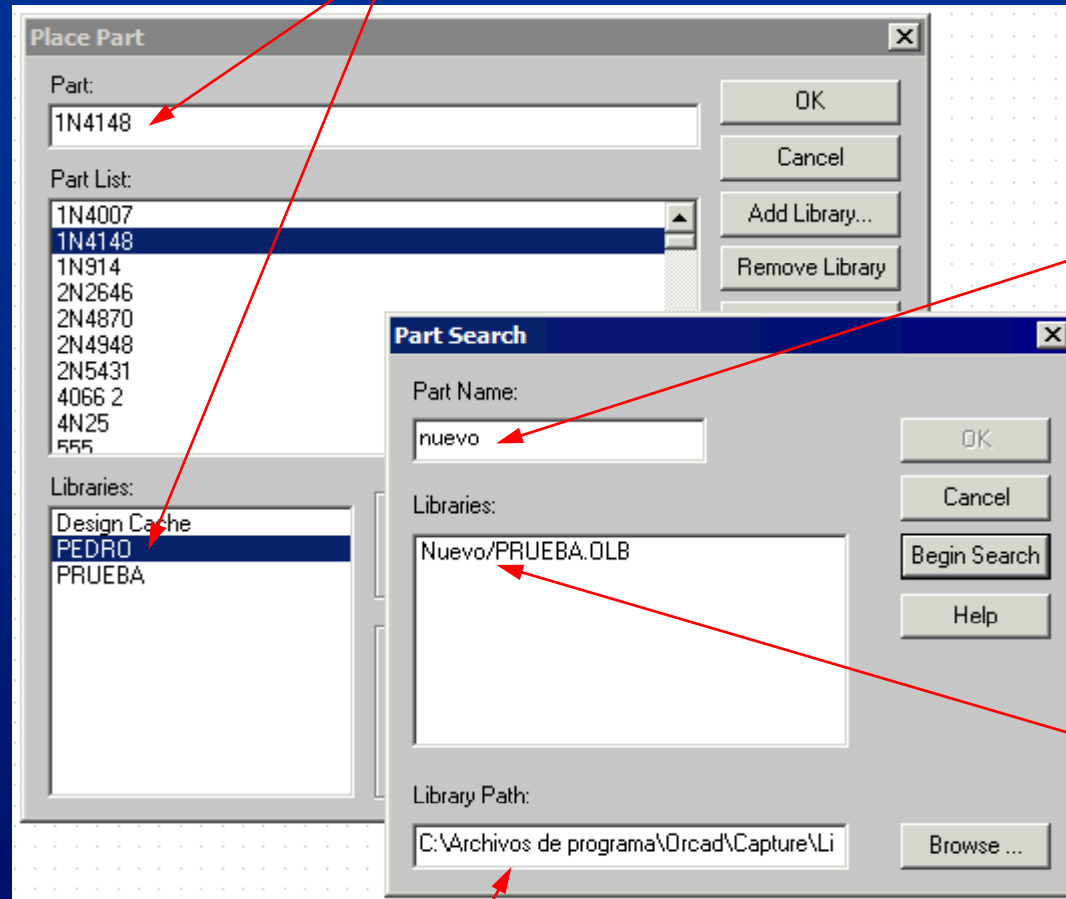 Place Part
Part:
1N4148
OK
Cancel
Part List:
Add Library...
1N4007
1N4148
1N914
2N2646
2N4870
2N4948
2N5431
4066 2
4N25
555
Remove Library
Libraries:
Design Cache
PEDRO
PRUEBA
Part Search
Part Name:
nuevo
OK
Libraries:
Cancel
Nuevo/PRUEBA.OLB
Begin Search
Help
Library Path:
C:\Archivos de programa\Orcad\Capture\Li
Browse ...